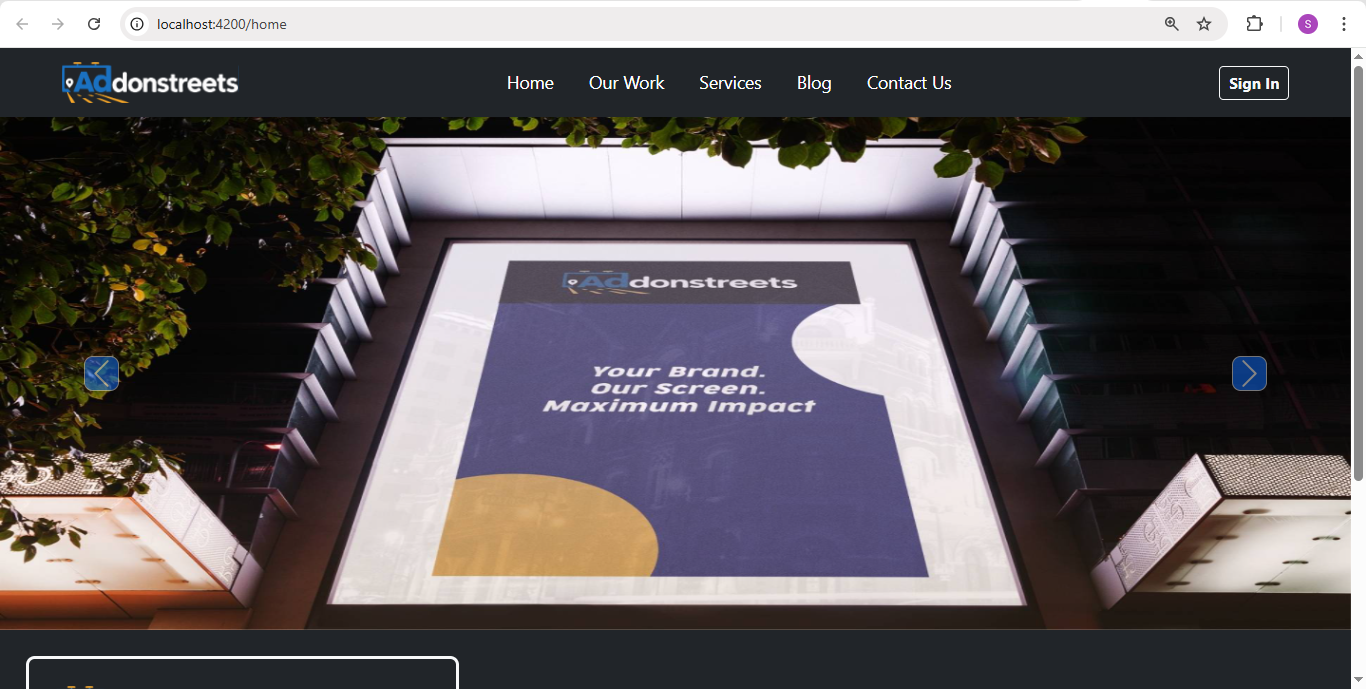 localhost:4200/home
S
Addonstreets
Home
Our Work
Services
Blog
Contact Us
Sign In
Addonstreets
Your Brand.
Our Screen.
Maximum Impact